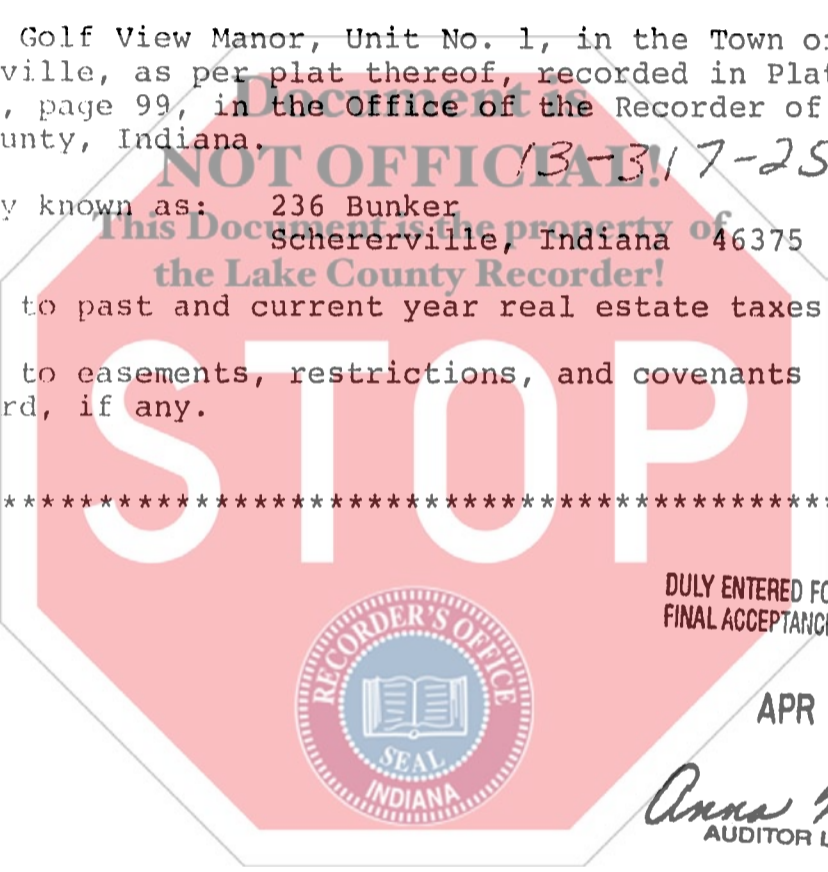 Golf View Manor, Unit No. 1, in the Town of
ville, as per plat thereof, recorded in Plat
, page 99, in the Office of the Recorder of
unty, Indiana.
13-317-25
y known as: 236 Bunker
Schererville, Indiana 46375
to past and current year real estate taxes
to easements, restrictions, and covenants
rd, if any.
**************************************************
Document is
NOT OFFICIAL!
This Document is the property of
the Lake County Recorder!
STOP
RECORDER'S OFFICE
SEAL
INDIANA
DULY ENTERED FO
FINAL ACCEPTANC
APR
Anna
AUDITOR L